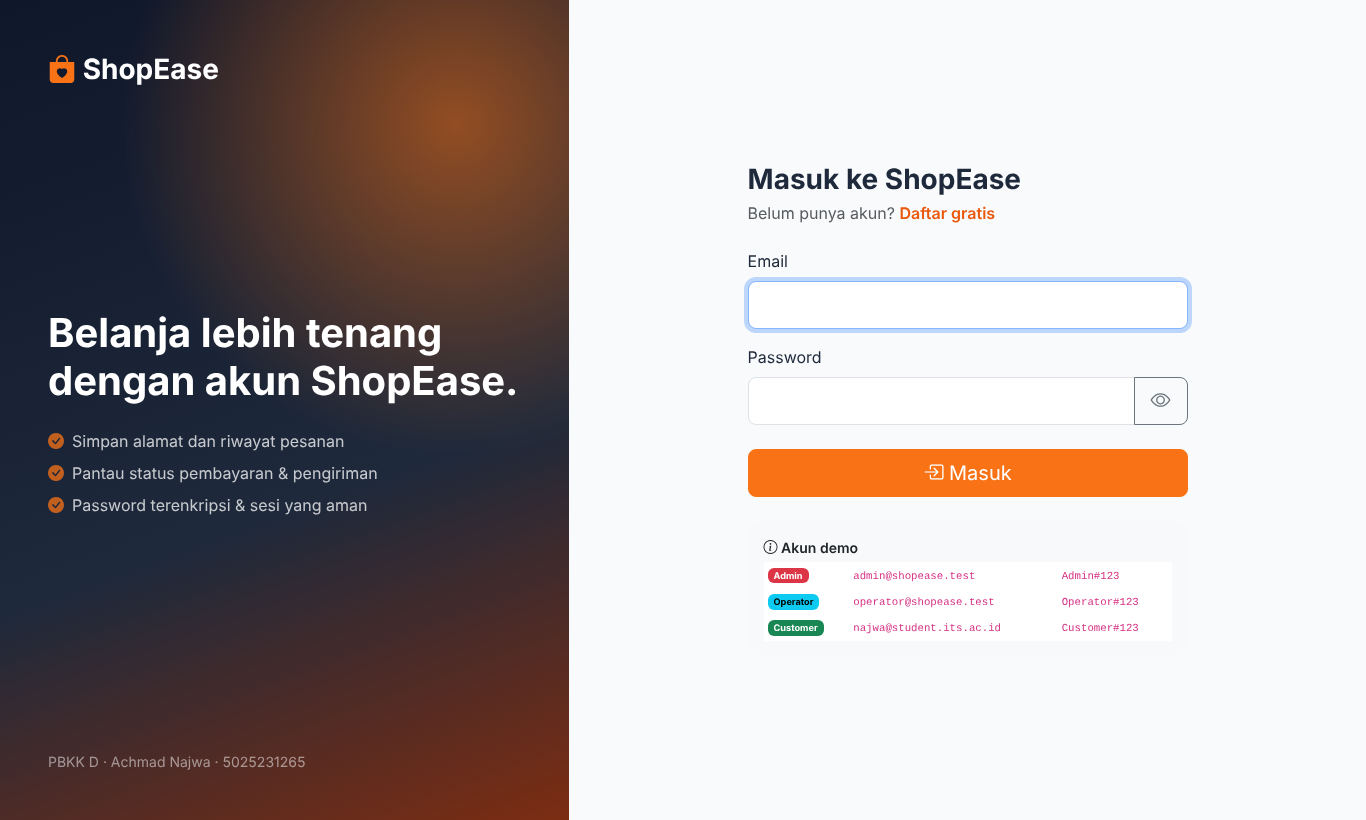 ShopEase
Belanja lebih tenang
dengan akun ShopEase.
Simpan alamat dan riwayat pesanan
Pantau status pembayaran & pengiriman
Password terenkripsi & sesi yang aman
PBKK D · Achmad Najwa · 5025231265
Masuk ke ShopEase
Belum punya akun? Daftar gratis
Email
Password
Masuk
Akun demo
Admin admin@shopease.test Admin#123
Operator operator@shopease.test Operator#123
Customer najwa@student.its.ac.id Customer#123